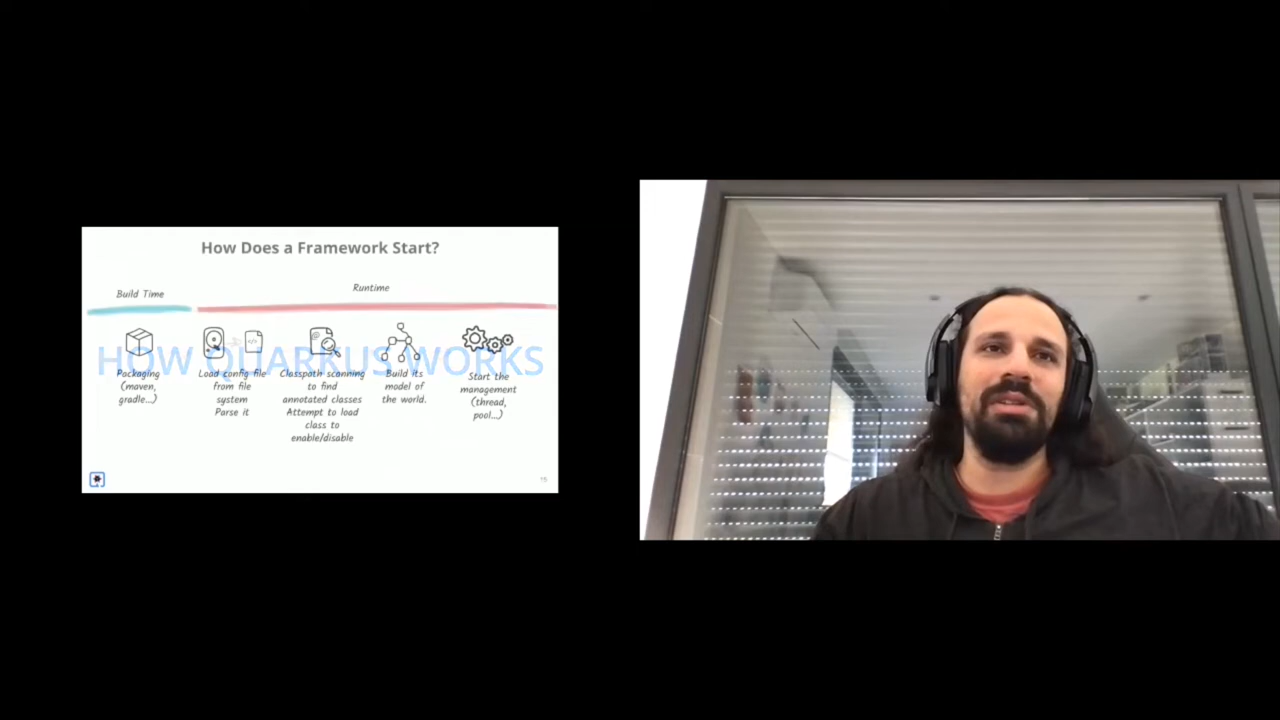 How Does a Framework Start?
Build Time
Runtime
HOW QUARKUS WORKS
Packaging
(maven,
gradle...)
Load config file
from file
system
Parse it
Classpath scanning
to find
annotated classes
Attempt to load
class to
enable/disable
Build its
model of
the world.
Start the
management
(thread,
pool...)
15